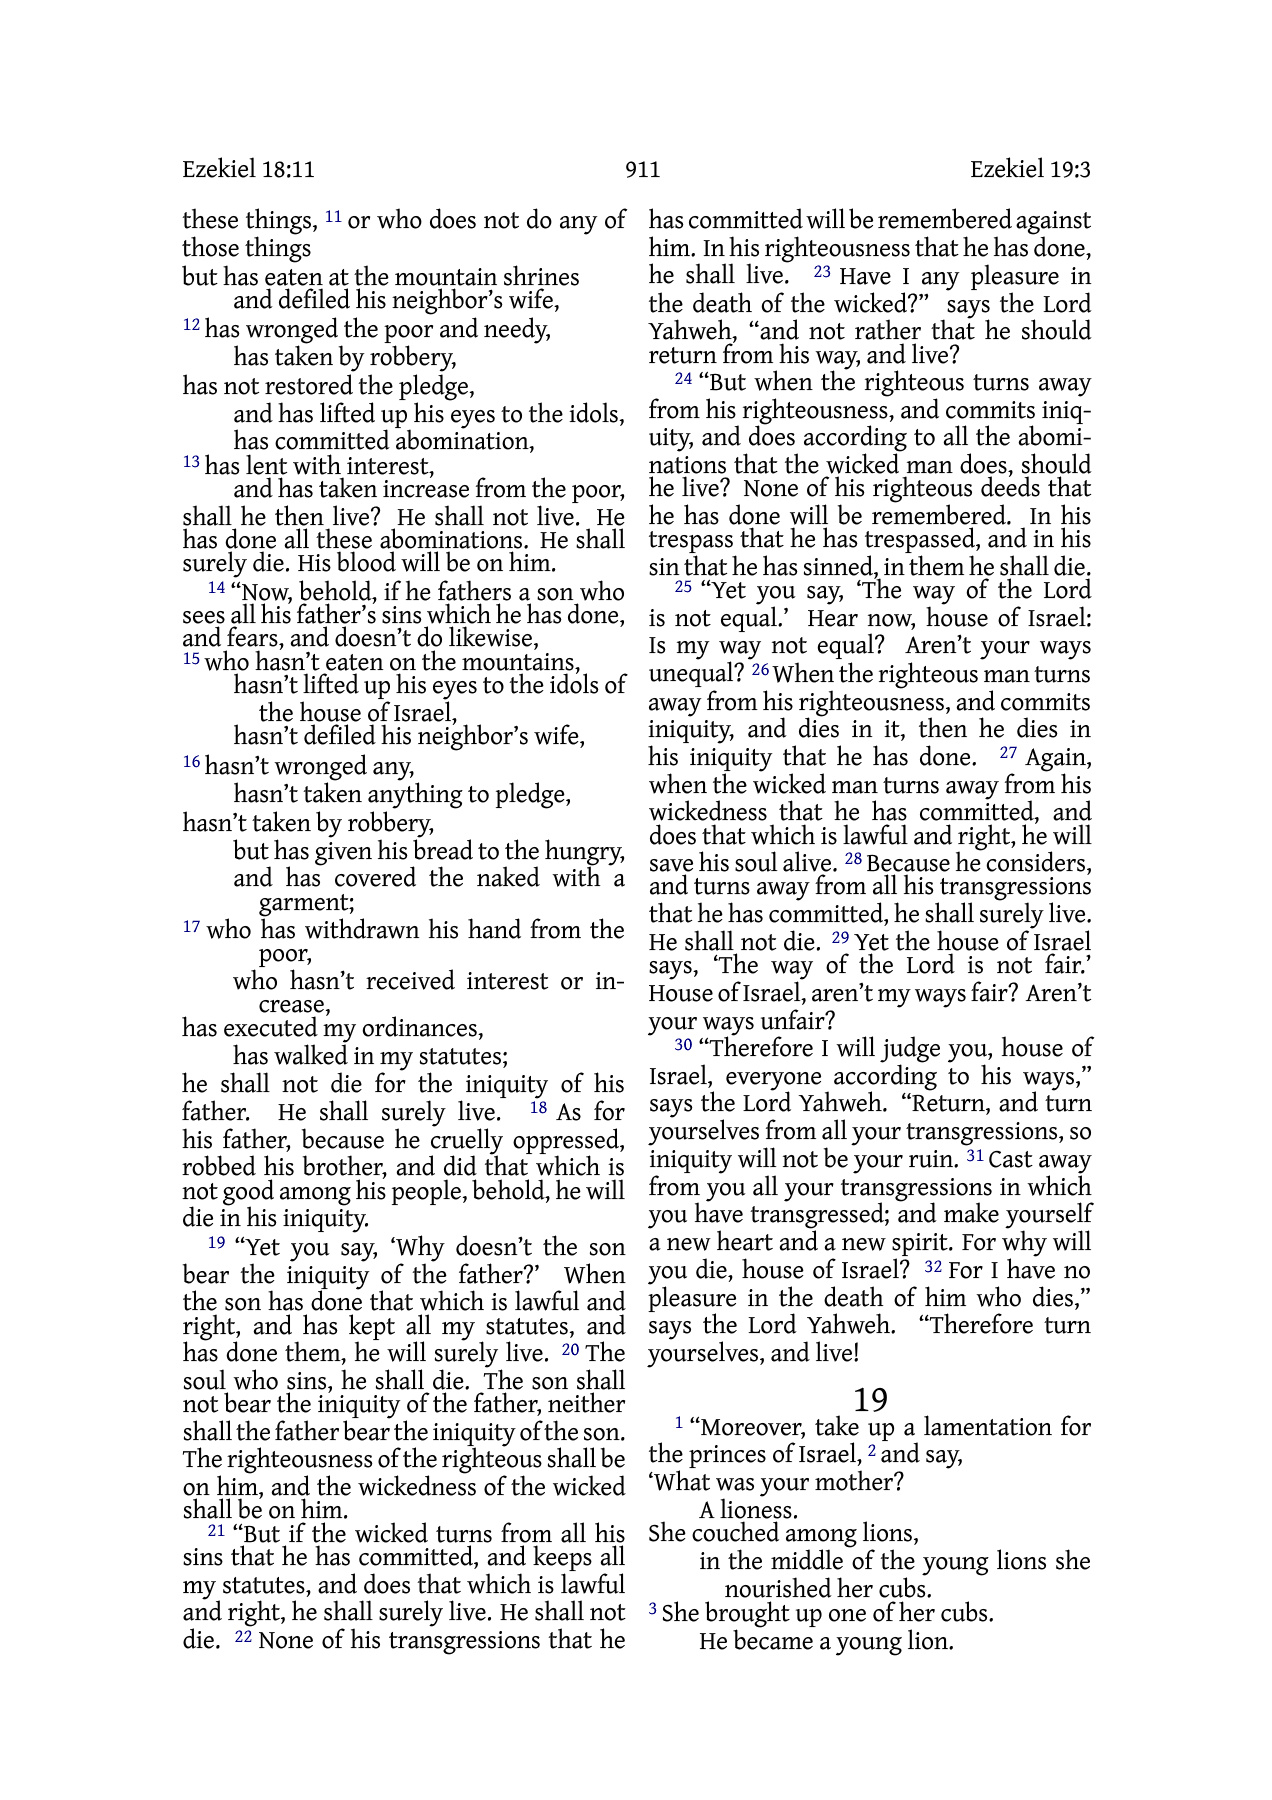 Ezekiel 18:11 911 Ezekiel 19:3
these things, 11 or who does not do any of
those things
but has eaten at the mountain shrines
and defiled his neighbor’s wife,
12 has wronged the poor and needy,
has taken by robbery,
has not restored the pledge,
and has lifted up his eyes to the idols,
has committed abomination,
13 has lent with interest,
and has taken increase from the poor,
shall he then live? He shall not live. He
has done all these abominations. He shall
surely die. His blood will be on him.
14 “Now, behold, if he fathers a son who
sees all his father’s sins which he has done,
and fears, and doesn’t do likewise,
15 who hasn’t eaten on the mountains,
hasn’t lifted up his eyes to the idols of
the house of Israel,
hasn’t defiled his neighbor’s wife,
16 hasn’t wronged any,
hasn’t taken anything to pledge,
hasn’t taken by robbery,
but has given his bread to the hungry,
and has covered the naked with a
garment;
17 who has withdrawn his hand from the
poor,
who hasn’t received interest or in-
crease,
has executed my ordinances,
has walked in my statutes;
he shall not die for the iniquity of his
father. He shall surely live. 18 As for
his father, because he cruelly oppressed,
robbed his brother, and did that which is
not good among his people, behold, he will
die in his iniquity.
19 “Yet you say, ‘Why doesn’t the son
bear the iniquity of the father?’ When
the son has done that which is lawful and
right, and has kept all my statutes, and
has done them, he will surely live. 20 The
soul who sins, he shall die. The son shall
not bear the iniquity of the father, neither
shall the father bear the iniquity of the son.
The righteousness of the righteous shall be
on him, and the wickedness of the wicked
shall be on him.
21 “But if the wicked turns from all his
sins that he has committed, and keeps all
my statutes, and does that which is lawful
and right, he shall surely live. He shall not
die. 22 None of his transgressions that he
has committed will be remembered against
him. In his righteousness that he has done,
he shall live. 23 Have I any pleasure in
the death of the wicked?” says the Lord
Yahweh, “and not rather that he should
return from his way, and live?
24 “But when the righteous turns away
from his righteousness, and commits iniq-
uity, and does according to all the abomi-
nations that the wicked man does, should
he live? None of his righteous deeds that
he has done will be remembered. In his
trespass that he has trespassed, and in his
sin that he has sinned, in them he shall die.
25 “Yet you say, ‘The way of the Lord
is not equal.’ Hear now, house of Israel:
Is my way not equal? Aren’t your ways
unequal? 26 When the righteous man turns
away from his righteousness, and commits
iniquity, and dies in it, then he dies in
his iniquity that he has done. 27 Again,
when the wicked man turns away from his
wickedness that he has committed, and
does that which is lawful and right, he will
save his soul alive. 28 Because he considers,
and turns away from all his transgressions
that he has committed, he shall surely live.
He shall not die. 29 Yet the house of Israel
says, ‘The way of the Lord is not fair.’
House of Israel, aren’t my ways fair? Aren’t
your ways unfair?
30 “Therefore I will judge you, house of
Israel, everyone according to his ways,”
says the Lord Yahweh. “Return, and turn
yourselves from all your transgressions, so
iniquity will not be your ruin. 31 Cast away
from you all your transgressions in which
you have transgressed; and make yourself
a new heart and a new spirit. For why will
you die, house of Israel? 32 For I have no
pleasure in the death of him who dies,”
says the Lord Yahweh. “Therefore turn
yourselves, and live!
19
1 “Moreover, take up a lamentation for
the princes of Israel, 2 and say,
‘What was your mother?
A lioness.
She couched among lions,
in the middle of the young lions she
nourished her cubs.
3 She brought up one of her cubs.
He became a young lion.